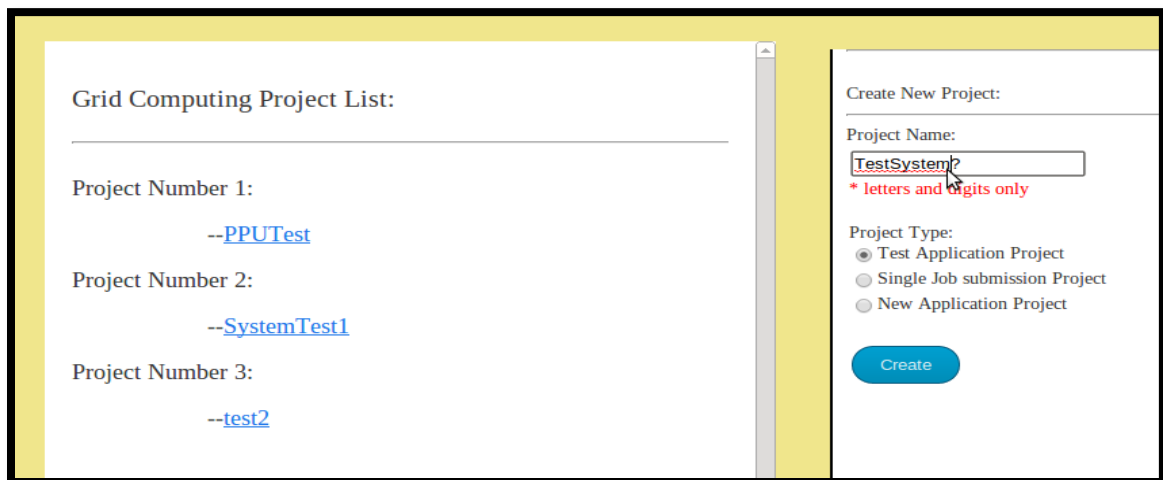 Grid Computing Project List:
Project Number 1:
--PPUTest
Project Number 2:
--SystemTest1
Project Number 3:
--test2
Create New Project:
Project Name:
TestSystem?
* letters and digits only
Project Type:
Test Application Project
Single Job submission Project
New Application Project
Create